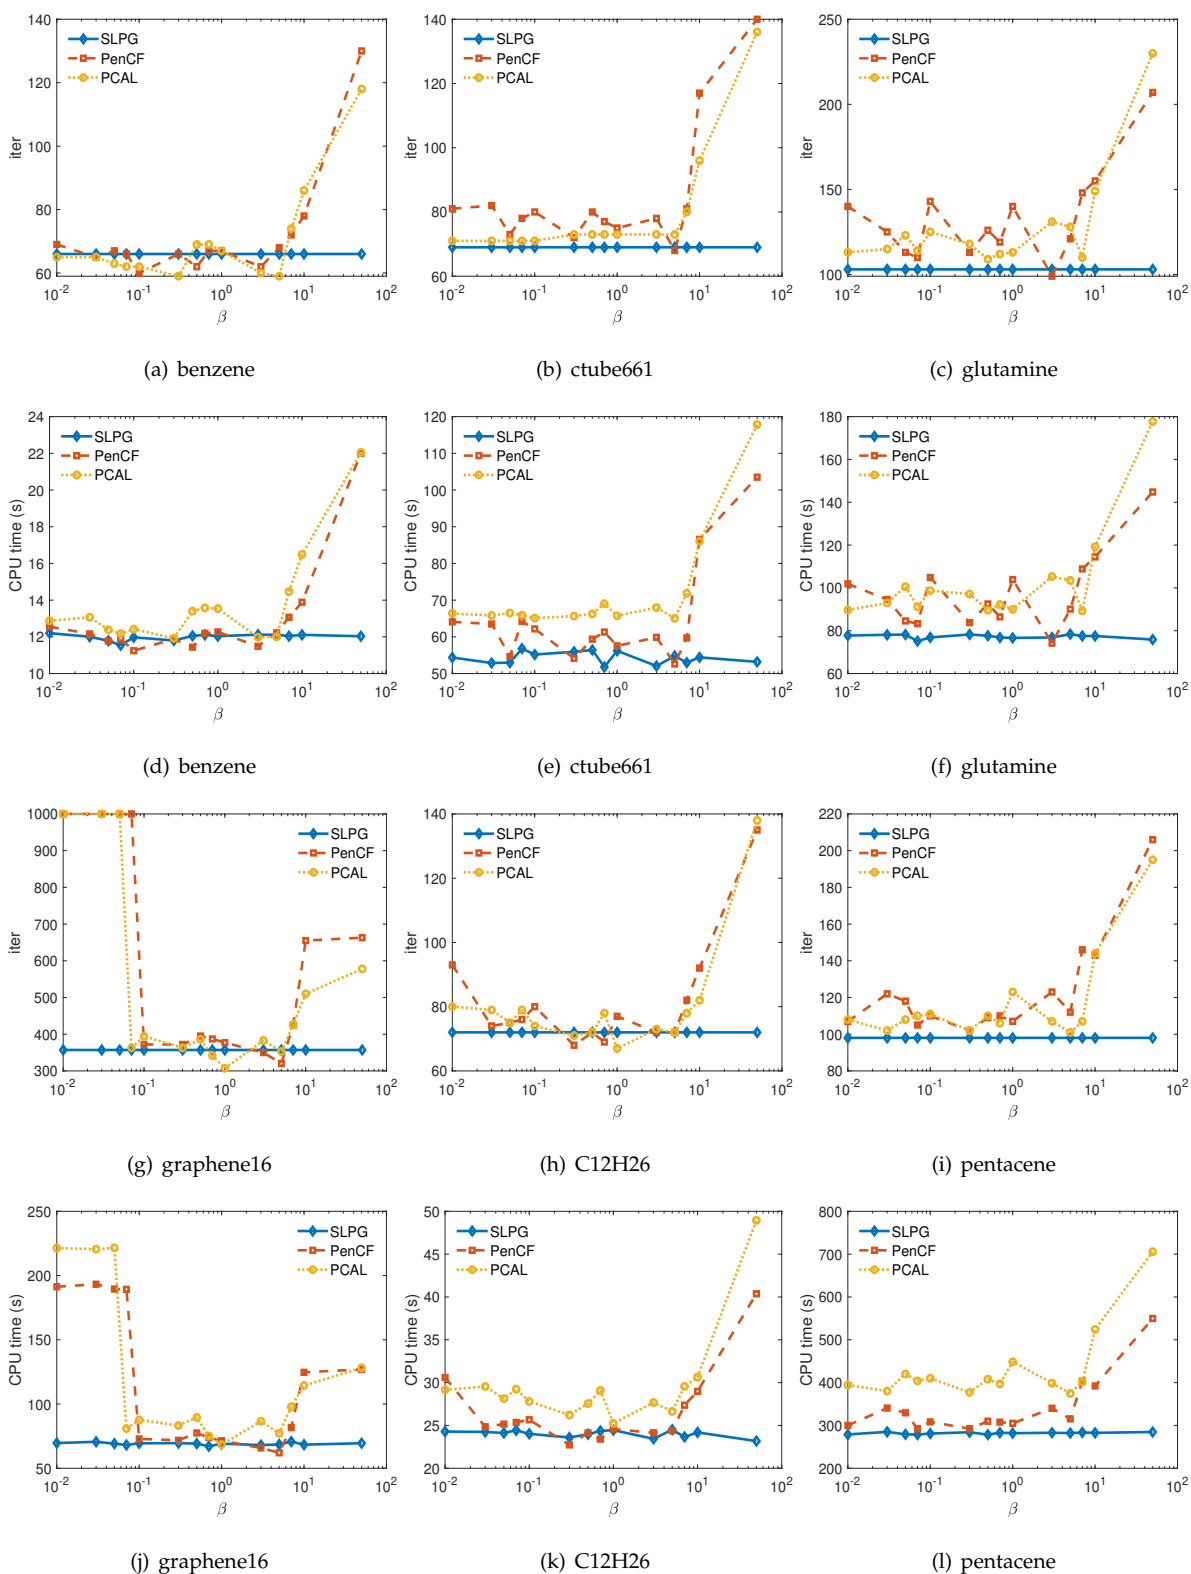 140
120
100
80
60
iter
SLPG
PenCF
PCAL
10-2 10-1 100 101 102
β
(a) benzene
140
120
100
80
60
iter
SLPG
PenCF
PCAL
10-2 10-1 100 101 102
β
(b) ctube661
250
200
150
100
iter
SLPG
PenCF
PCAL
10-2 10-1 100 101 102
β
(c) glutamine
24
22
20
18
16
14
12
10
CPU time (s)
SLPG
PenCF
PCAL
10-2 10-1 100 101 102
β
(d) benzene
120
110
100
90
80
70
60
50
CPU time (s)
SLPG
PenCF
PCAL
10-2 10-1 100 101 102
β
(e) ctube661
180
160
140
120
100
80
60
CPU time (s)
SLPG
PenCF
PCAL
10-2 10-1 100 101 102
β
(f) glutamine
1000
900
800
700
600
500
400
300
iter
SLPG
PenCF
PCAL
10-2 10-1 100 101 102
β
(g) graphene16
140
120
100
80
60
iter
SLPG
PenCF
PCAL
10-2 10-1 100 101 102
β
(h) C12H26
220
200
180
160
140
120
100
80
iter
SLPG
PenCF
PCAL
10-2 10-1 100 101 102
β
(i) pentacene
250
200
150
100
50
CPU time (s)
SLPG
PenCF
PCAL
10-2 10-1 100 101 102
β
(j) graphene16
50
45
40
35
30
25
20
CPU time (s)
SLPG
PenCF
PCAL
10-2 10-1 100 101 102
β
(k) C12H26
800
700
600
500
400
300
200
CPU time (s)
SLPG
PenCF
PCAL
10-2 10-1 100 101 102
β
(l) pentacene